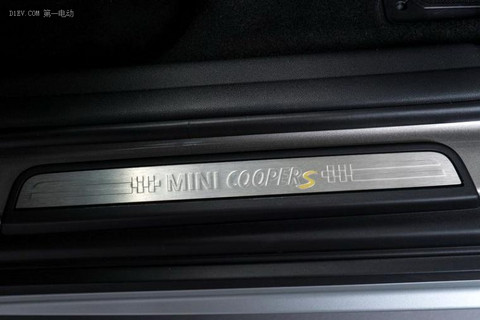 D1EV.COM 第一电动
MINI COOPER S